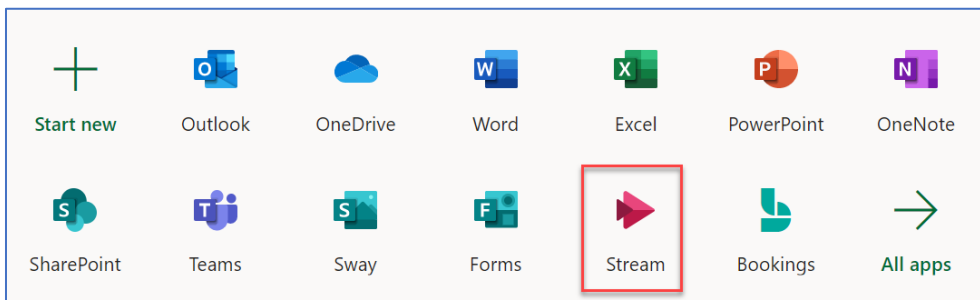 Start new Outlook OneDrive Word Excel PowerPoint OneNote
SharePoint Teams Sway Forms Stream Bookings All apps